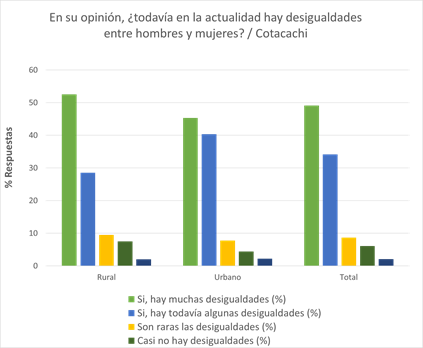 En su opinión, ¿todavía en la actualidad hay desigualdades
entre hombres y mujeres? / Cotacachi
60
50
40
30
20
10
0
% Respuestas
Rural
Urbano
Total
Si, hay muchas desigualdades (%)
Si, hay todavía algunas desigualdades (%)
Son raras las desigualdades (%)
Casi no hay desigualdades (%)